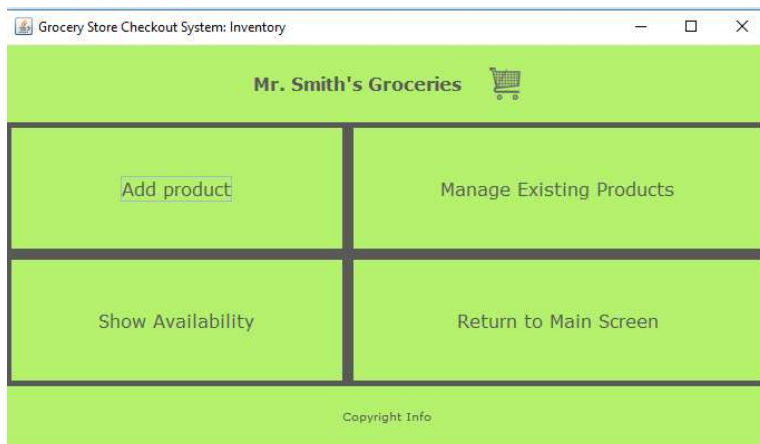 Grocery Store Checkout System: Inventory
Mr. Smith's Groceries
Add product
Manage Existing Products
Show Availability
Return to Main Screen
Copyright Info